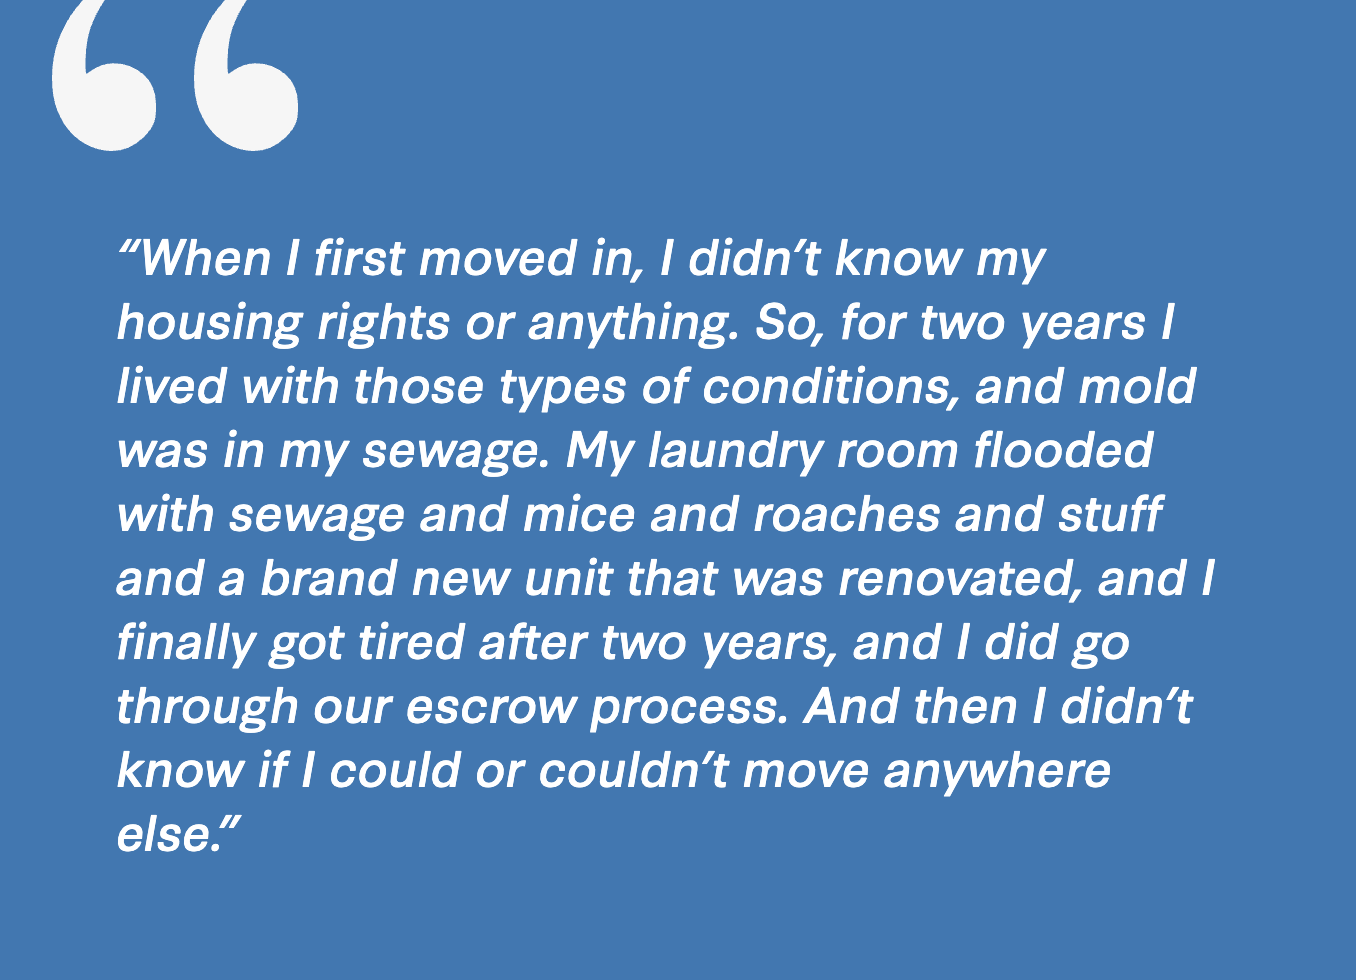 “When I first moved in, I didn’t know my
housing rights or anything. So, for two years I
lived with those types of conditions, and mold
was in my sewage. My laundry room flooded
with sewage and mice and roaches and stuff
and a brand new unit that was renovated, and I
finally got tired after two years, and I did go
through our escrow process. And then I didn’t
know if I could or couldn’t move anywhere
else.”